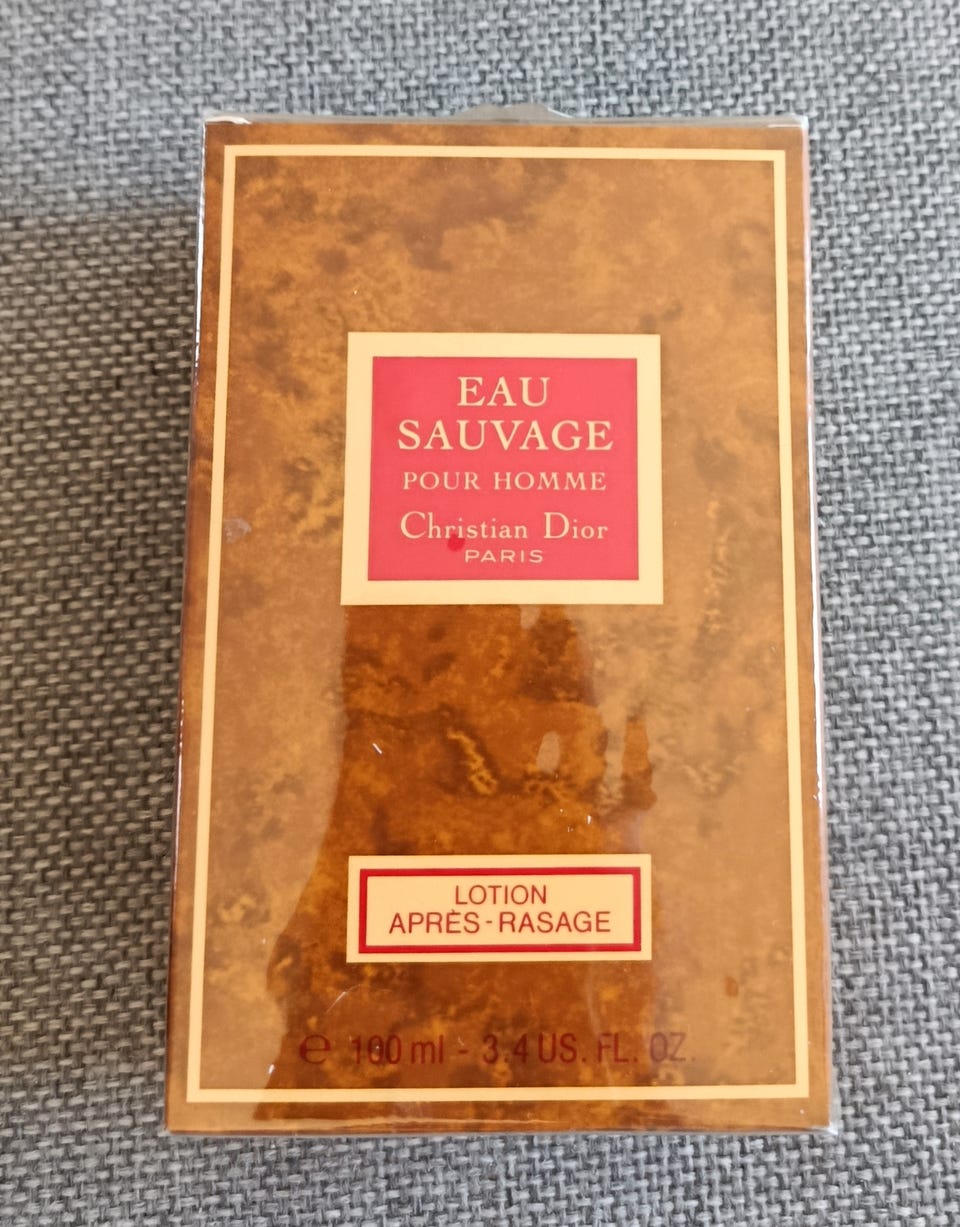 EAU
SAUVAGE
POUR HOMME
Christian Dior
PARIS
LOTION
APRÈS-RASAGE
℮ 100 ml - 3.4 US. FL. OZ.